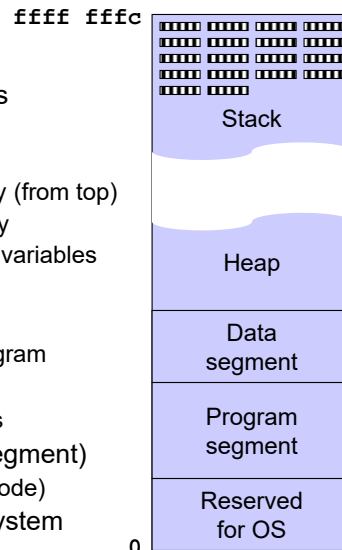 ffff fffc
s
Stack
y (from top)
y
variables
Heap
Data
gram
segment
s
Program
egment)
segment
ode)
Reserved
ystem
for OS
0